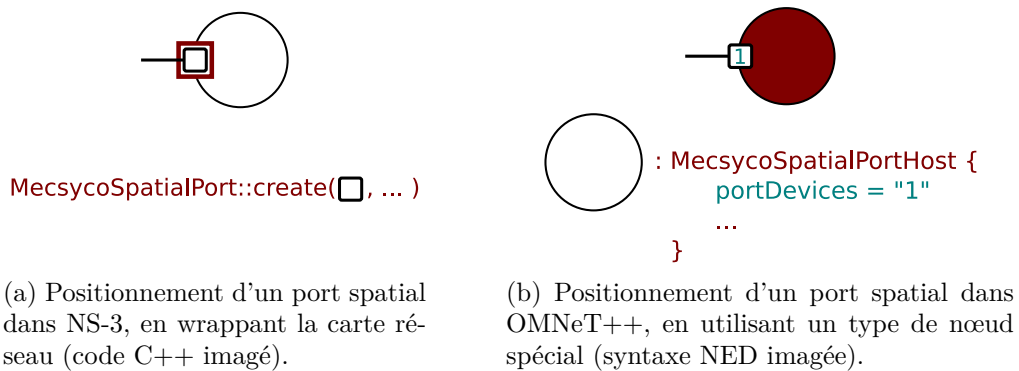 MecsycoSpatialPort::create( , ... )
(a) Positionnement d'un port spatial
dans NS-3, en wrappant la carte ré-
seau (code C++ imagé).
1
: MecsycoSpatialPortHost {
portDevices = "1"
...
}
(b) Positionnement d'un port spatial dans
OMNeT++, en utilisant un type de nœud
spécial (syntaxe NED imagée).